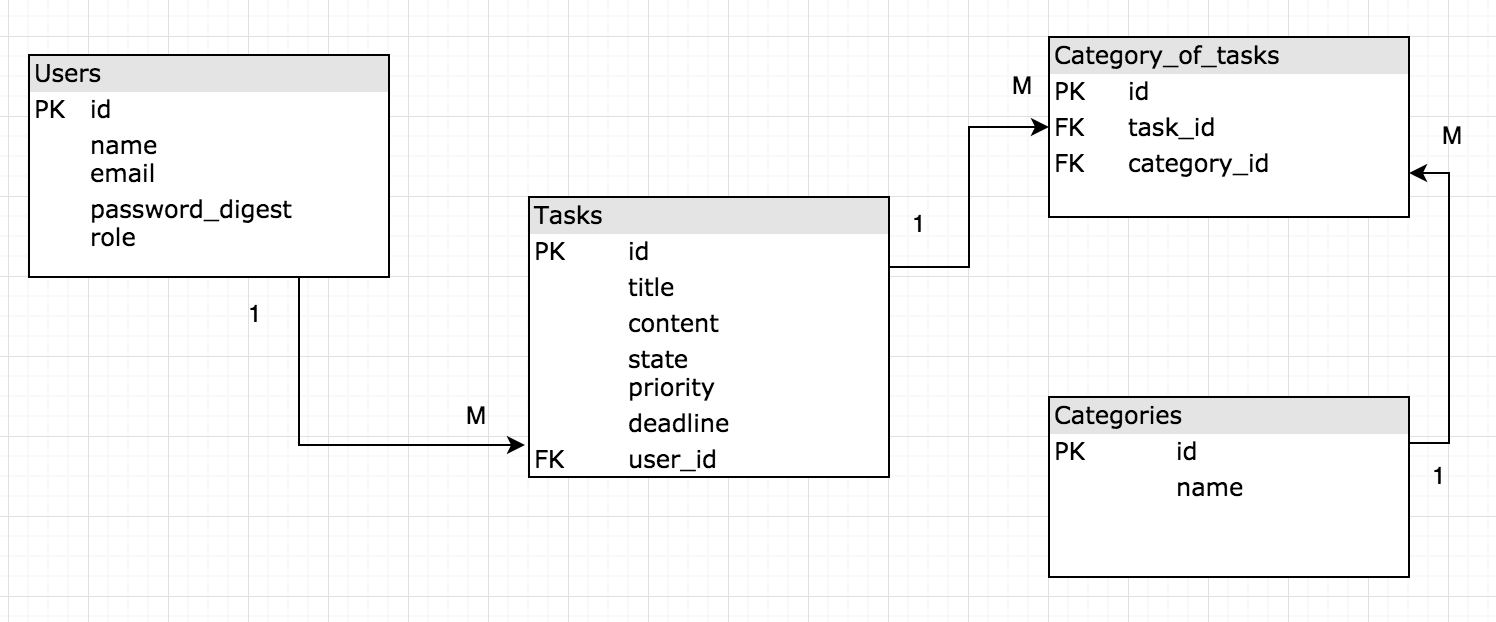 Users
PK id
name
email
password_digest
role
1
M
Tasks
PK id
title
content
state
priority
deadline
FK user_id
1
M
Category_of_tasks
PK id
FK task_id
FK category_id
M
Categories
PK id
name
1